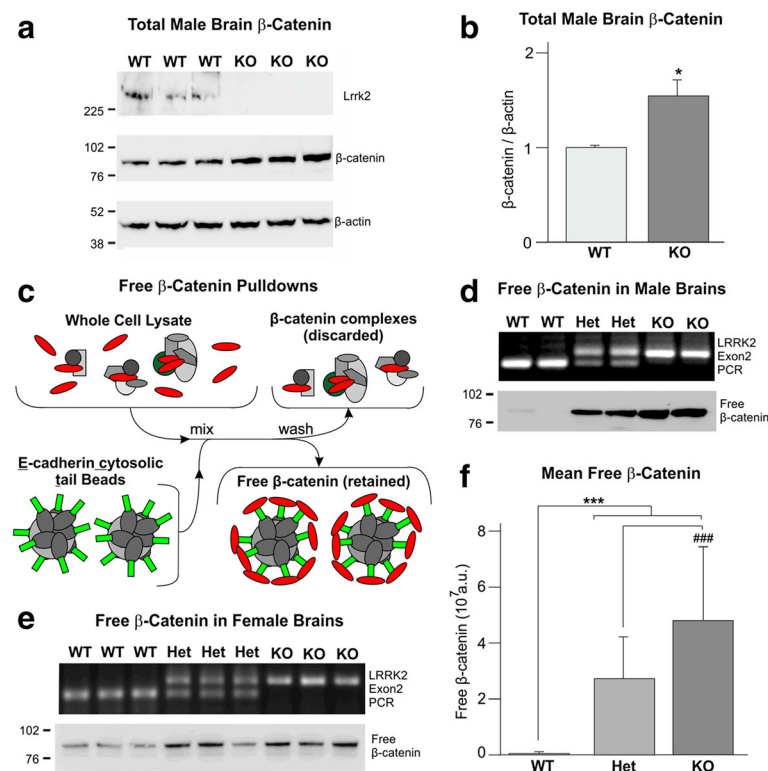 a
Total Male Brain β-Catenin
WT WT WT KO KO KO
Lrrk2
225
102
β-catenin
76
52
β-actin
38
b
Total Male Brain β-Catenin
2
*
1
0
β-catenin / β-actin
WT KO
c
Free β-Catenin Pulldowns
Whole Cell Lysate
β-catenin complexes
(discarded)
mix
wash
E-cadherin cytosolic
tail Beads
Free β-catenin (retained)
d
Free β-Catenin in Male Brains
WT WT Het Het KO KO
LRRK2
Exon2
PCR
102
76
Free
β-catenin
e
Free β-Catenin in Female Brains
WT WT WT Het Het Het KO KO KO
LRRK2
Exon2
PCR
102
76
Free
β-catenin
f
Mean Free β-Catenin
8
***
###
6
4
2
0
Free β-catenin (10⁷a.u.)
WT Het KO